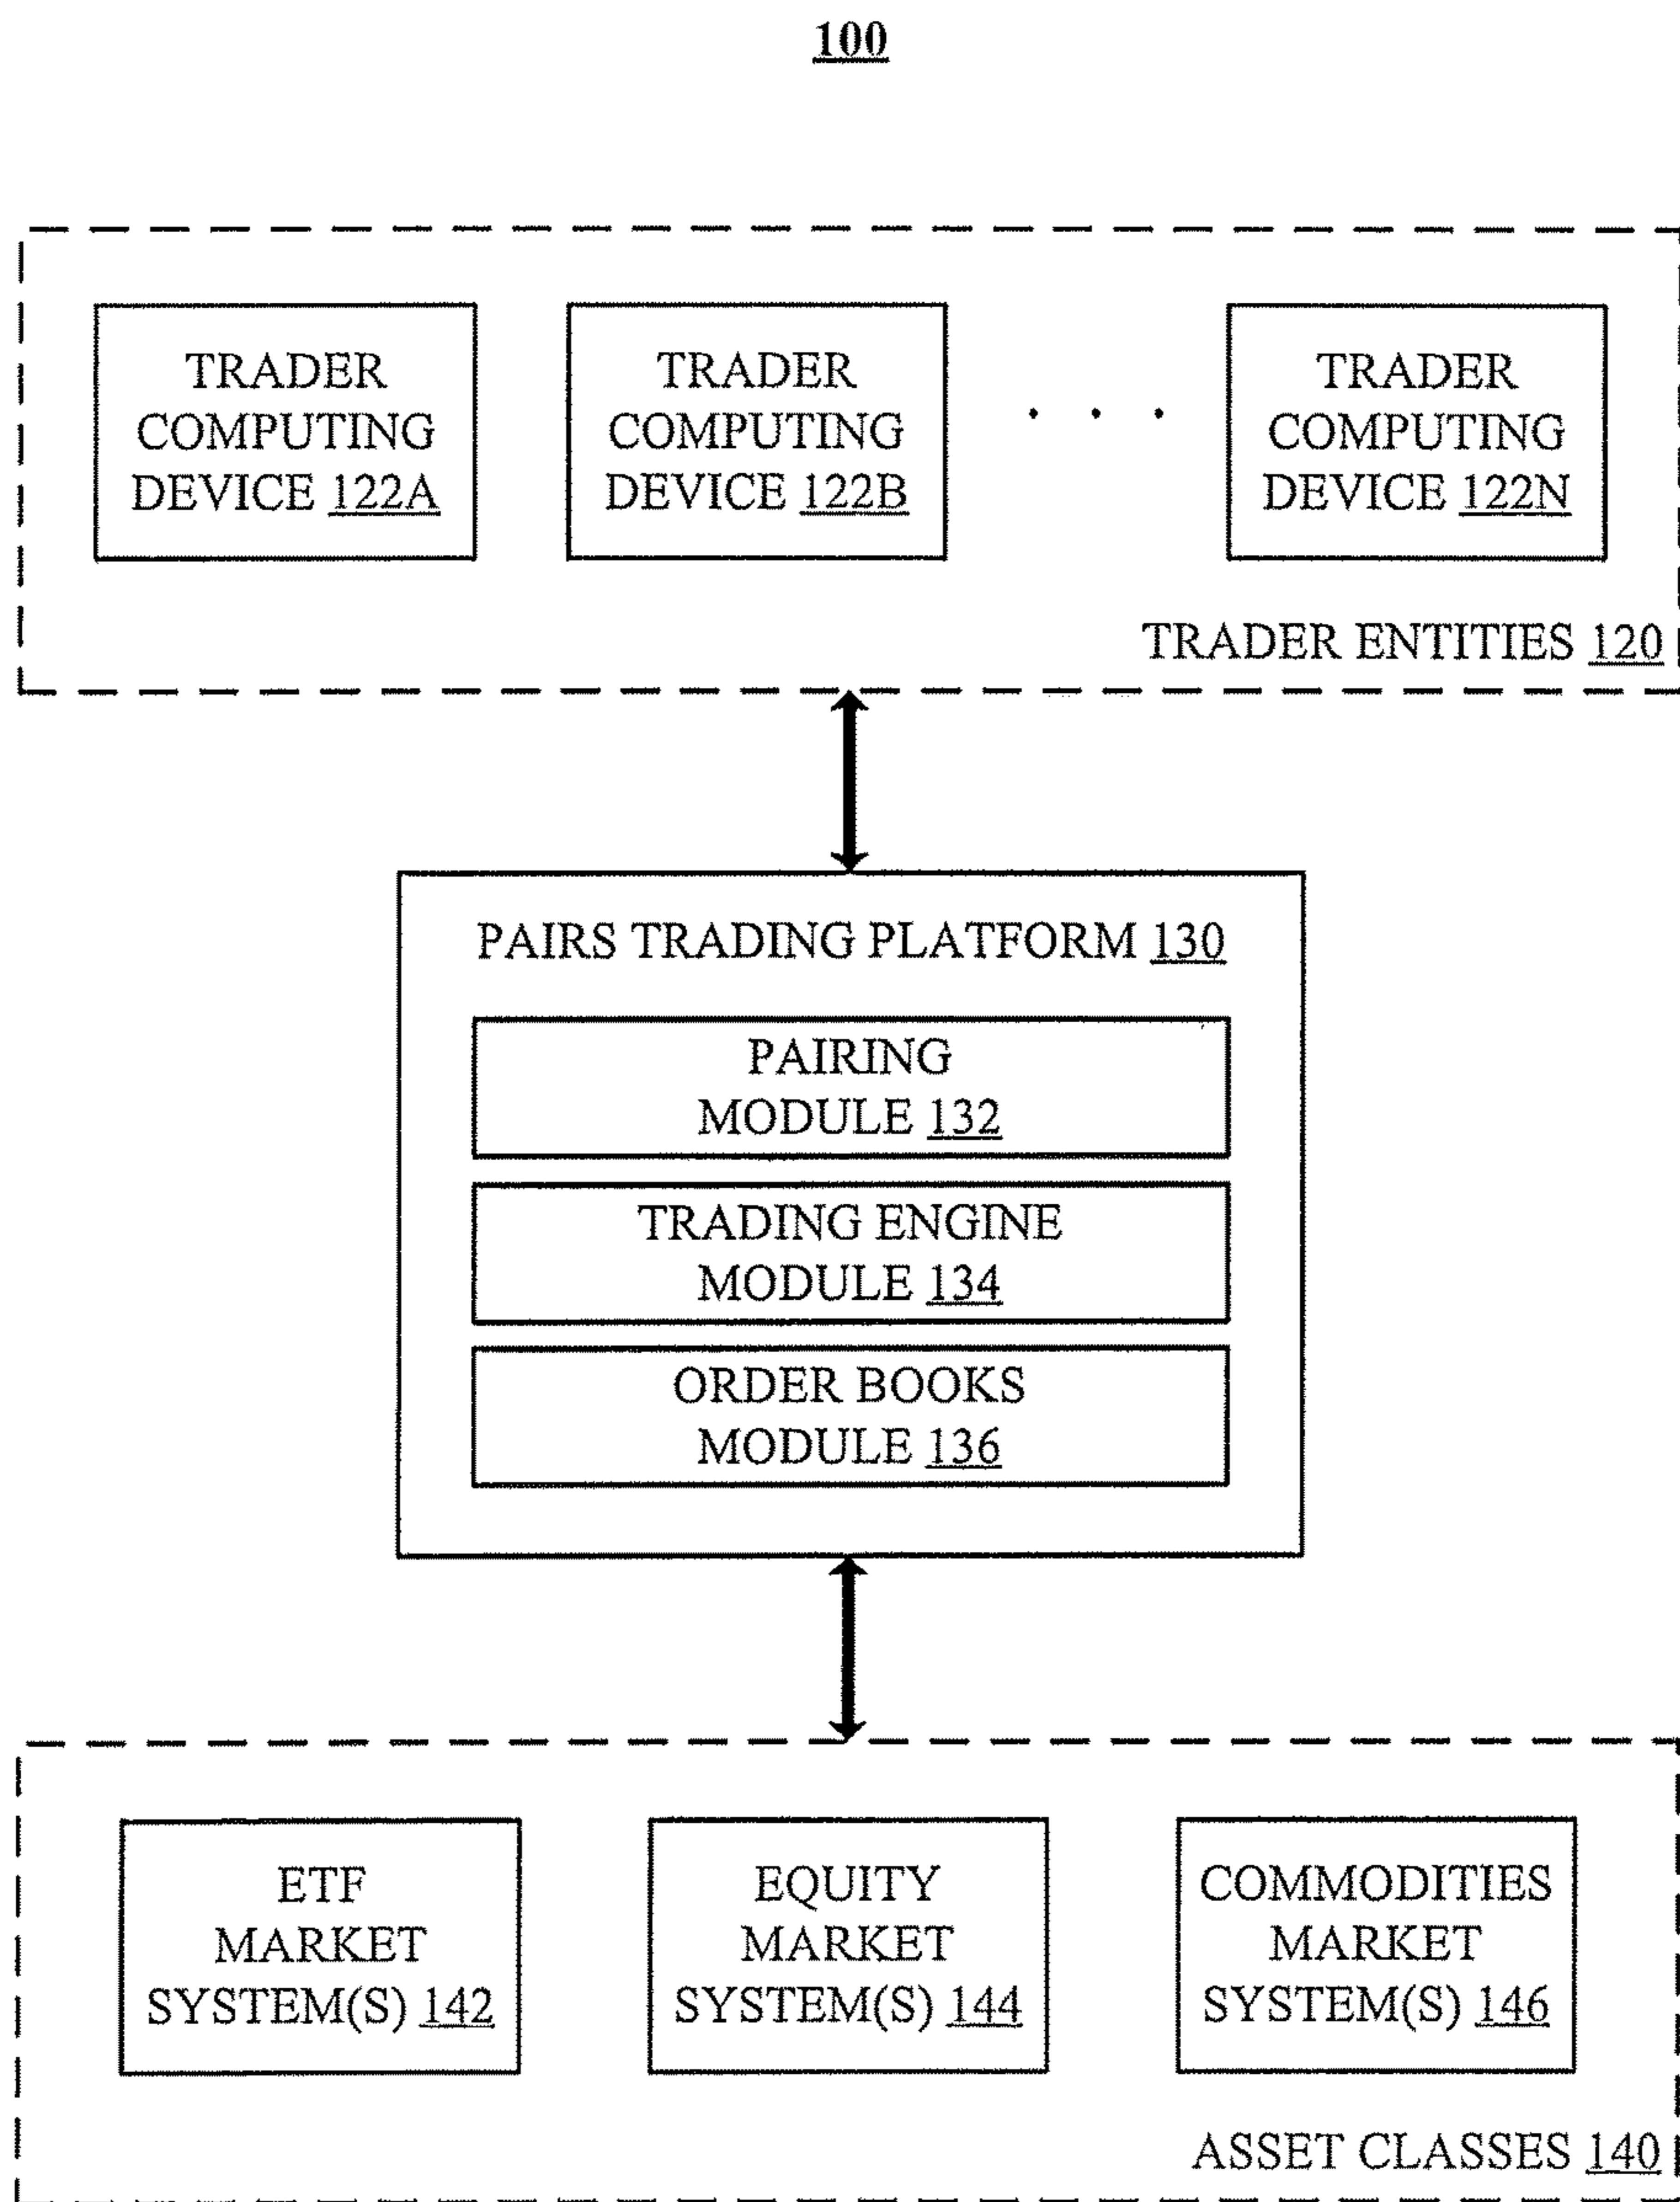 100
TRADER
COMPUTING
DEVICE 122A
TRADER
COMPUTING
DEVICE 122B
. . .
TRADER
COMPUTING
DEVICE 122N
TRADER ENTITIES 120
PAIRS TRADING PLATFORM 130
PAIRING
MODULE 132
TRADING ENGINE
MODULE 134
ORDER BOOKS
MODULE 136
ETF
MARKET
SYSTEM(S) 142
EQUITY
MARKET
SYSTEM(S) 144
COMMODITIES
MARKET
SYSTEM(S) 146
ASSET CLASSES 140